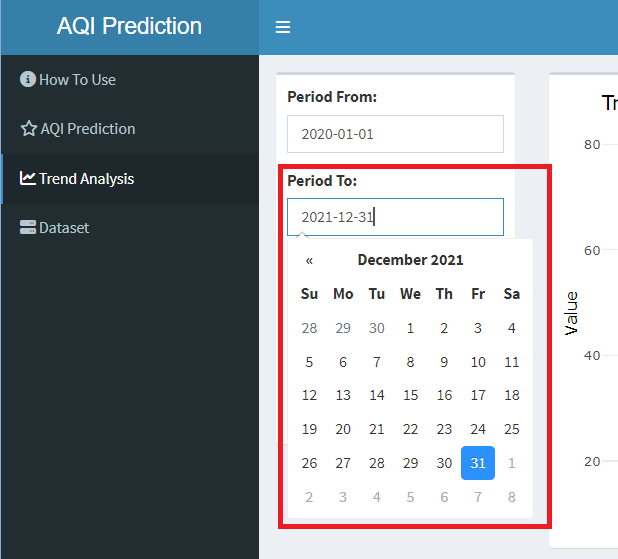 AQI Prediction
How To Use
AQI Prediction
Trend Analysis
Dataset
Period From:
2020-01-01
Period To:
2021-12-31
« December 2021
Su Mo Tu We Th Fr Sa
28 29 30 1 2 3 4
5 6 7 8 9 10 11
12 13 14 15 16 17 18
19 20 21 22 23 24 25
26 27 28 29 30 31 1
2 3 4 5 6 7 8
Tr
80
60
40
20
Value